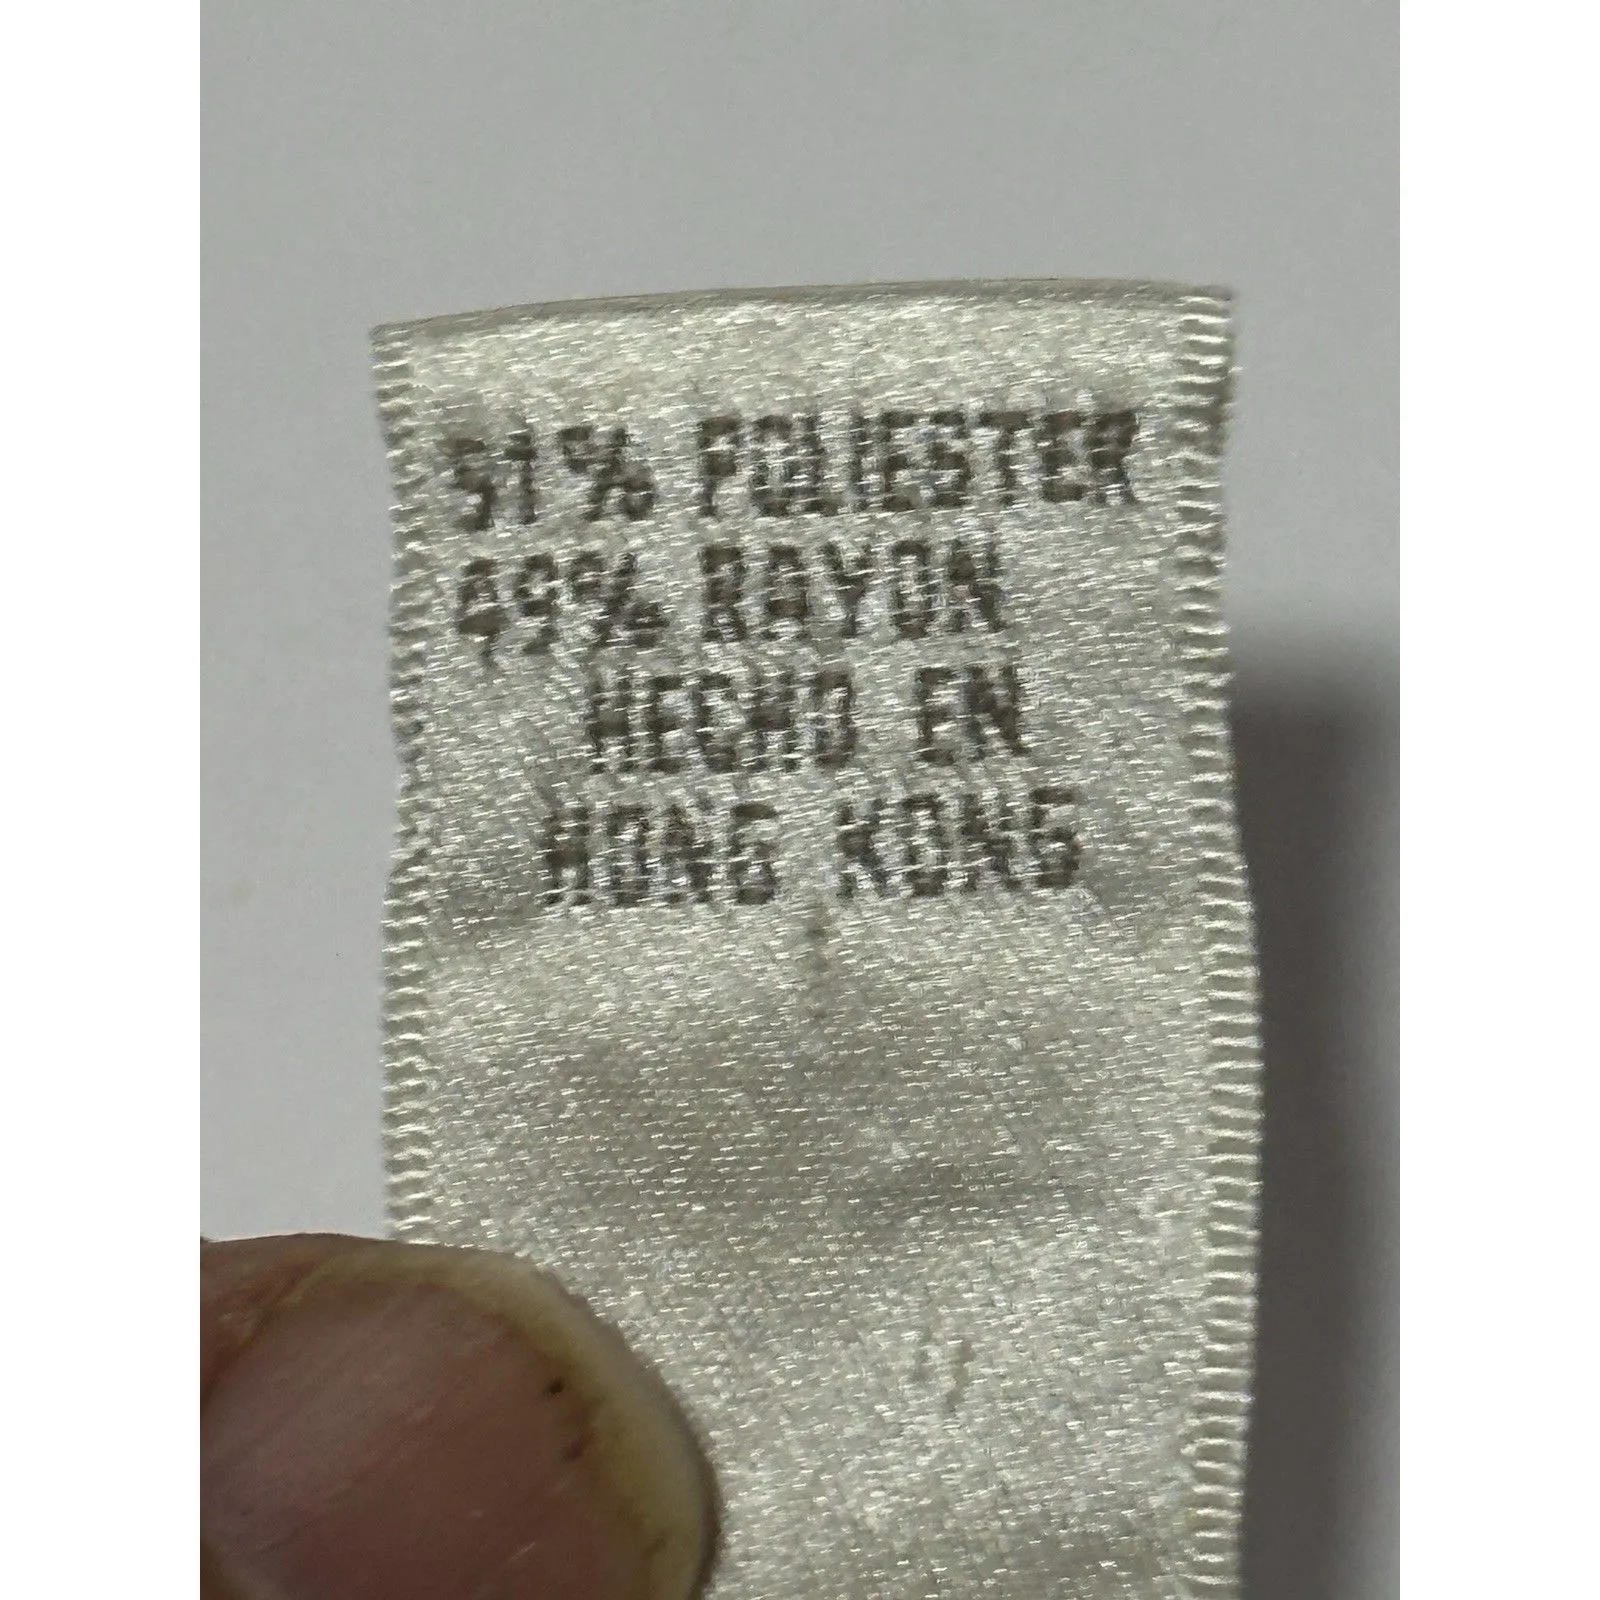 51% POLIESTER
49% RAYON
HECHO EN
HONG KONG